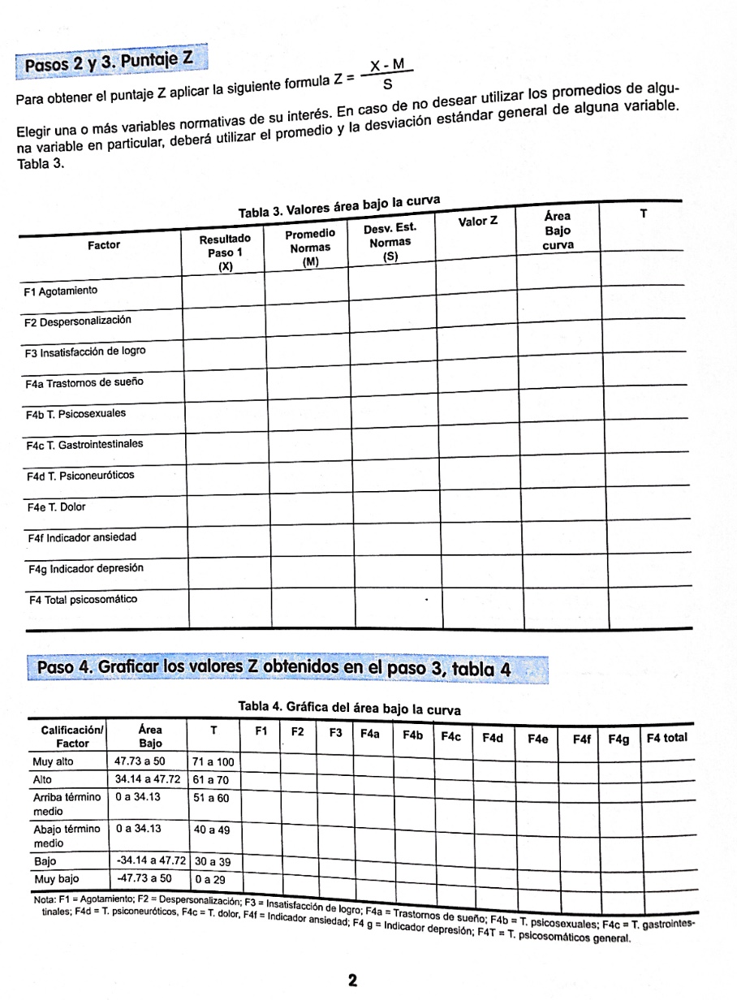 Pasos 2 y 3. Puntaje Z
Para obtener el puntaje Z aplicar la siguiente formula Z = X - M
S
Elegir una o más variables normativas de su interés. En caso de no desear utilizar los promedios de algu-
na variable en particular, deberá utilizar el promedio y la desviación estándar general de alguna variable.
Tabla 3.
Tabla 3. Valores área bajo la curva
Factor
Resultado
Paso 1
(X)
Promedio
Normas
(M)
Desv. Est.
Normas
(S)
Valor Z
Área
Bajo
curva
T
F1 Agotamiento
F2 Despersonalización
F3 Insatisfacción de logro
F4a Trastornos de sueño
F4b T. Psicosexuales
F4c T. Gastrointestinales
F4d T. Psiconeuróticos
F4e T. Dolor
F4f Indicador ansiedad
F4g Indicador depresión
F4 Total psicosomático
Paso 4. Graficar los valores Z obtenidos en el paso 3, tabla 4
Tabla 4. Gráfica del área bajo la curva
Calificación/
Factor
Área
Bajo
T F1 F2 F3 F4a F4b F4c F4d F4e F4f F4g F4 total
Muy alto 47.73 a 50 71 a 100
Alto 34.14 a 47.72 61 a 70
Arriba término 0 a 34.13 51 a 60
medio
Abajo término 0 a 34.13 40 a 49
medio
Bajo -34.14 a 47.72 30 a 39
Muy bajo -47.73 a 50 0 a 29
Nota: F1 = Agotamiento; F2 = Despersonalización; F3 = Insatisfacción de logro; F4a = Trastornos de sueño; F4b = T. psicosexuales; F4c = T. gastrointes-
tinales; F4d = T. psiconeuróticos, F4c = T. dolor, F4f = Indicador ansiedad; F4 g = Indicador depresión; F4T = T. psicosomáticos general.
2